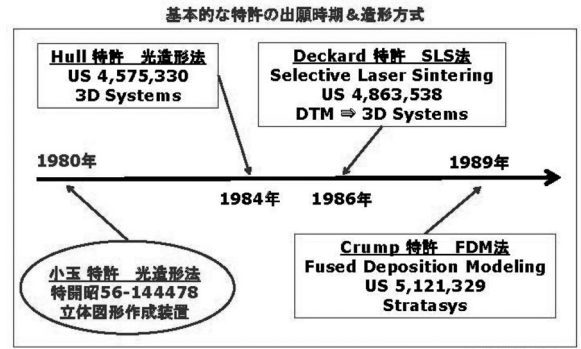 基本的な特許の出願時期＆造形方式
Hull 特許　光造形法
US 4,575,330
3D Systems
Deckard 特許　SLS法
Selective Laser Sintering
US 4,863,538
DTM ⇒ 3D Systems
1980年
1984年
1986年
1989年
小玉 特許　光造形法
特開昭56-144478
立体図形作成装置
Crump 特許　FDM法
Fused Deposition Modeling
US 5,121,329
Stratasys